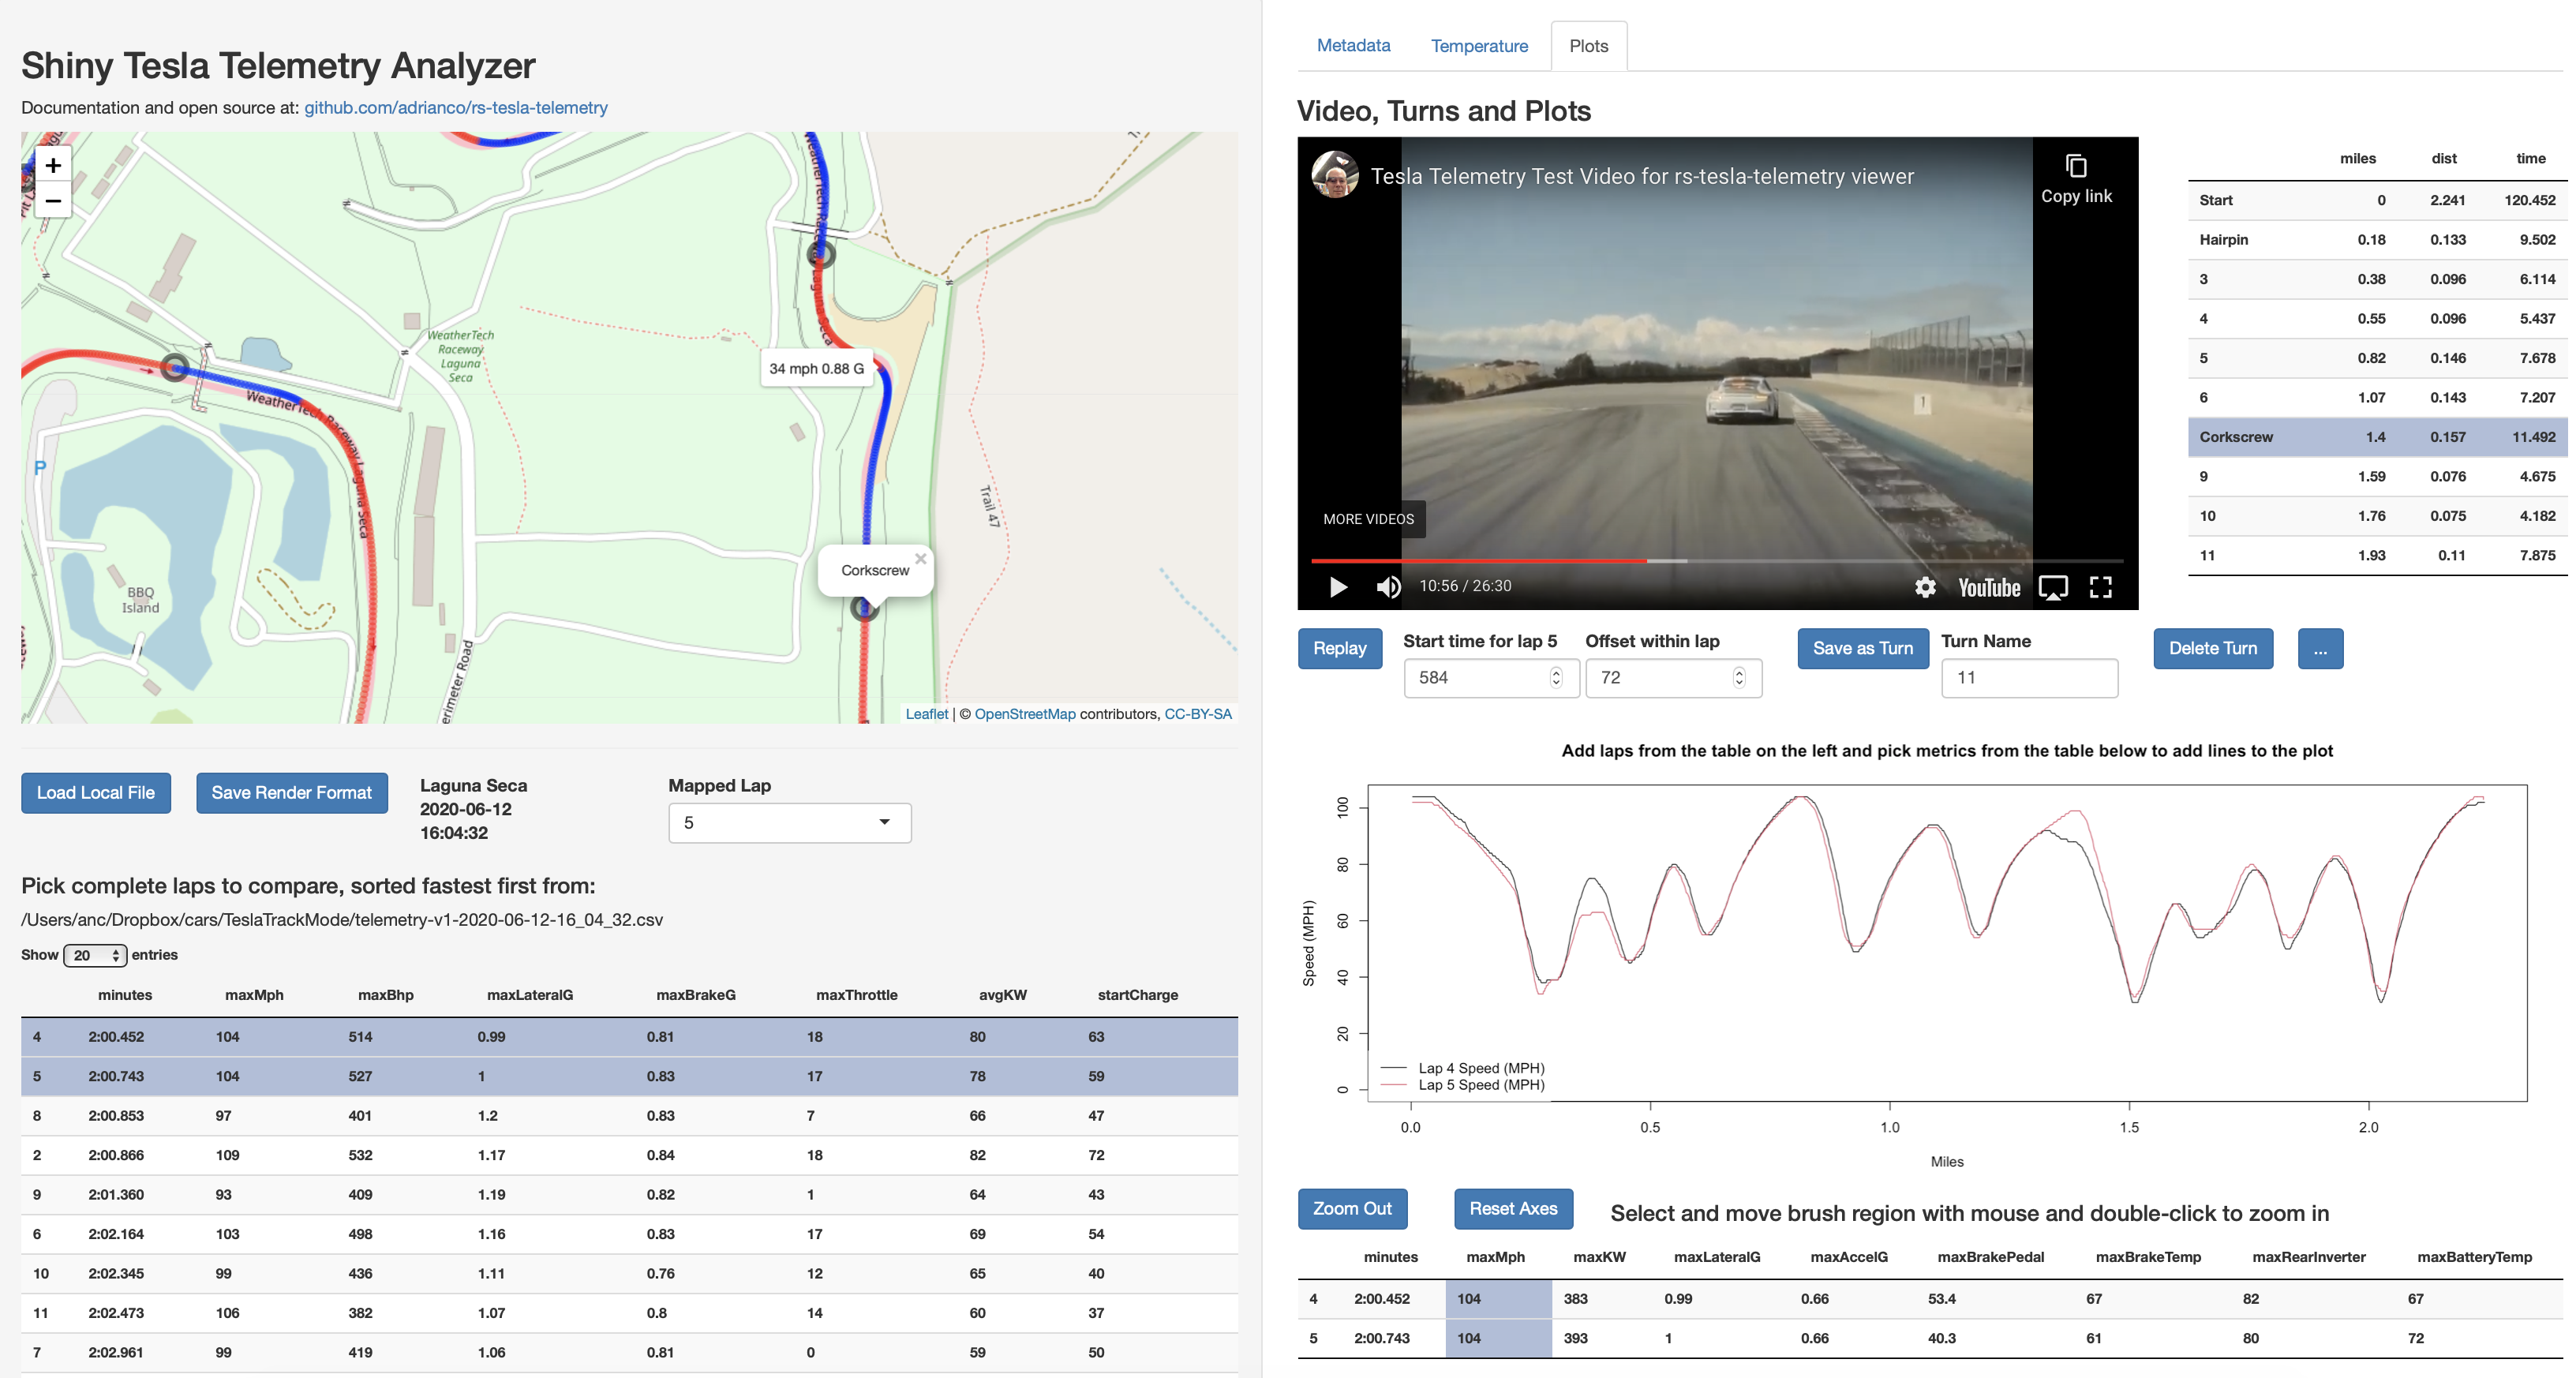 Shiny Tesla Telemetry Analyzer
Documentation and open source at: github.com/adrianco/rs-tesla-telemetry
+
−
WeatherTech Raceway Laguna Seca
34 mph 0.88 G
WeatherTech
Raceway
Laguna
Seca
WeatherTech Raceway Laguna Seca
P
BBQ
Island
Trail 47
Corkscrew ×
erimeter Road
Leaflet | © OpenStreetMap contributors, CC-BY-SA
Load Local File
Save Render Format
Laguna Seca
2020-06-12
16:04:32
Mapped Lap
5
Pick complete laps to compare, sorted fastest first from:
/Users/anc/Dropbox/cars/TeslaTrackMode/telemetry-v1-2020-06-12-16_04_32.csv
Show 20 entries
minutes maxMph maxBhp maxLateralG maxBrakeG maxThrottle avgKW startCharge
4 2:00.452 104 514 0.99 0.81 18 80 63
5 2:00.743 104 527 1 0.83 17 78 59
8 2:00.853 97 401 1.2 0.83 7 66 47
2 2:00.866 109 532 1.17 0.84 18 82 72
9 2:01.360 93 409 1.19 0.82 1 64 43
6 2:02.164 103 498 1.16 0.83 17 69 54
10 2:02.345 99 436 1.11 0.76 12 65 40
11 2:02.473 106 382 1.07 0.8 14 60 37
7 2:02.961 99 419 1.06 0.81 0 59 50
Metadata Temperature Plots
Video, Turns and Plots
Tesla Telemetry Test Video for rs-tesla-telemetry viewer
Copy link
1
MORE VIDEOS
10:56 / 26:30
YouTube
miles dist time
Start 0 2.241 120.452
Hairpin 0.18 0.133 9.502
3 0.38 0.096 6.114
4 0.55 0.096 5.437
5 0.82 0.146 7.678
6 1.07 0.143 7.207
Corkscrew 1.4 0.157 11.492
9 1.59 0.076 4.675
10 1.76 0.075 4.182
11 1.93 0.11 7.875
Replay
Start time for lap 5
584
Offset within lap
72
Save as Turn
Turn Name
11
Delete Turn
...
Add laps from the table on the left and pick metrics from the table below to add lines to the plot
Speed (MPH)
100
80
60
40
20
0
Lap 4 Speed (MPH)
Lap 5 Speed (MPH)
0.0 0.5 1.0 1.5 2.0
Miles
Zoom Out
Reset Axes
Select and move brush region with mouse and double-click to zoom in
minutes maxMph maxKW maxLateralG maxAccelG maxBrakePedal maxBrakeTemp maxRearInverter maxBatteryTemp
4 2:00.452 104 383 0.99 0.66 53.4 67 82 67
5 2:00.743 104 393 1 0.66 40.3 61 80 72